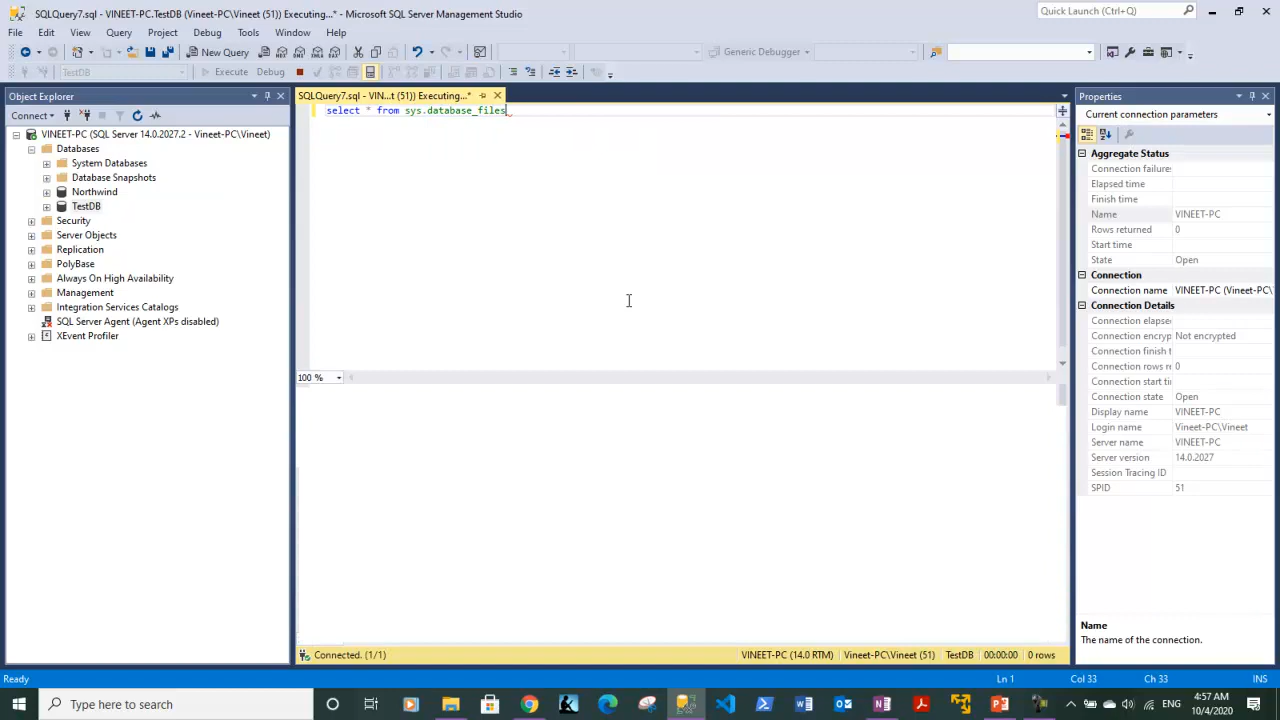 SQLQuery7.sql - VINEET-PC.TestDB (Vineet-PC\Vineet (51)) Executing...* - Microsoft SQL Server Management Studio
Quick Launch (Ctrl+Q)
File Edit View Query Project Debug Tools Window Help
New Query
Generic Debugger
TestDB
Execute Debug
Object Explorer
Connect
VINEET-PC (SQL Server 14.0.2027.2 - Vineet-PC\Vineet)
Databases
System Databases
Database Snapshots
Northwind
TestDB
Security
Server Objects
Replication
PolyBase
Always On High Availability
Management
Integration Services Catalogs
SQL Server Agent (Agent XPs disabled)
XEvent Profiler
SQLQuery7.sql - VIN...t (51)) Executing...*
select * from sys.database_files
100 %
Connected. (1/1)
VINEET-PC (14.0 RTM) Vineet-PC\Vineet (51) TestDB 00:00:00 0 rows
Properties
Current connection parameters
Aggregate Status
Connection failures
Elapsed time
Finish time
Name VINEET-PC
Rows returned 0
Start time
State Open
Connection
Connection name VINEET-PC (Vineet-PC\
Connection Details
Connection elapse
Connection encryp Not encrypted
Connection finish t
Connection rows re 0
Connection start ti
Connection state Open
Display name VINEET-PC
Login name Vineet-PC\Vineet
Server name VINEET-PC
Server version 14.0.2027
Session Tracing ID
SPID 51
Name
The name of the connection.
Ready
Ln 1 Col 33 Ch 33 INS
Type here to search
ENG
4:57 AM
10/4/2020